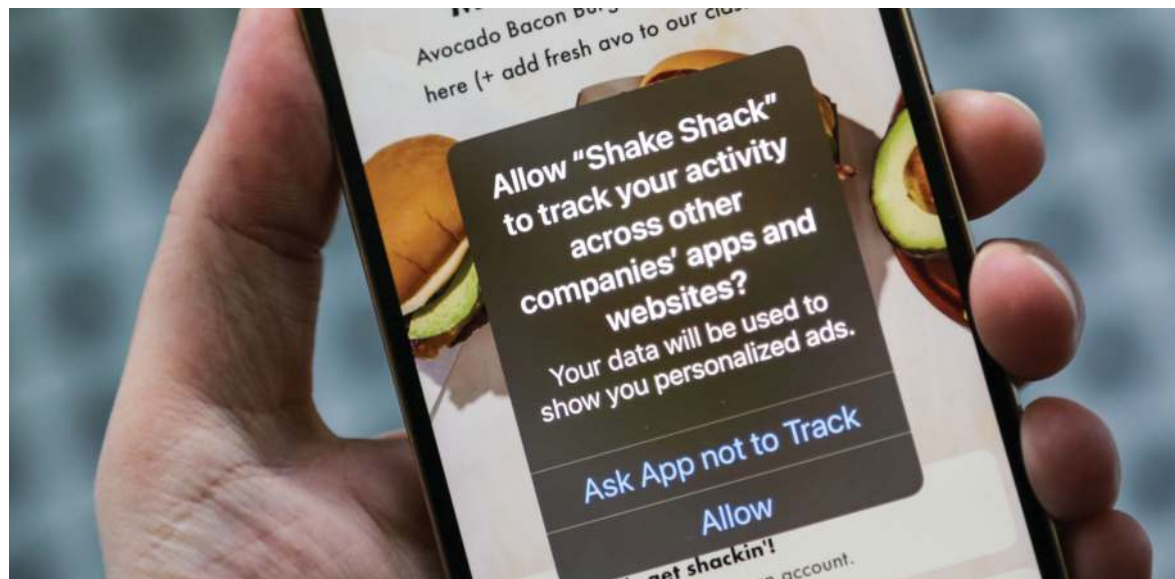 Avocado Bacon Burg
here (+ add fresh avo to our clas
Allow "Shake Shack"
to track your activity
across other
companies' apps and
websites?
Your data will be used to
show you personalized ads.
Ask App not to Track
Allow
get shackin'!
account.